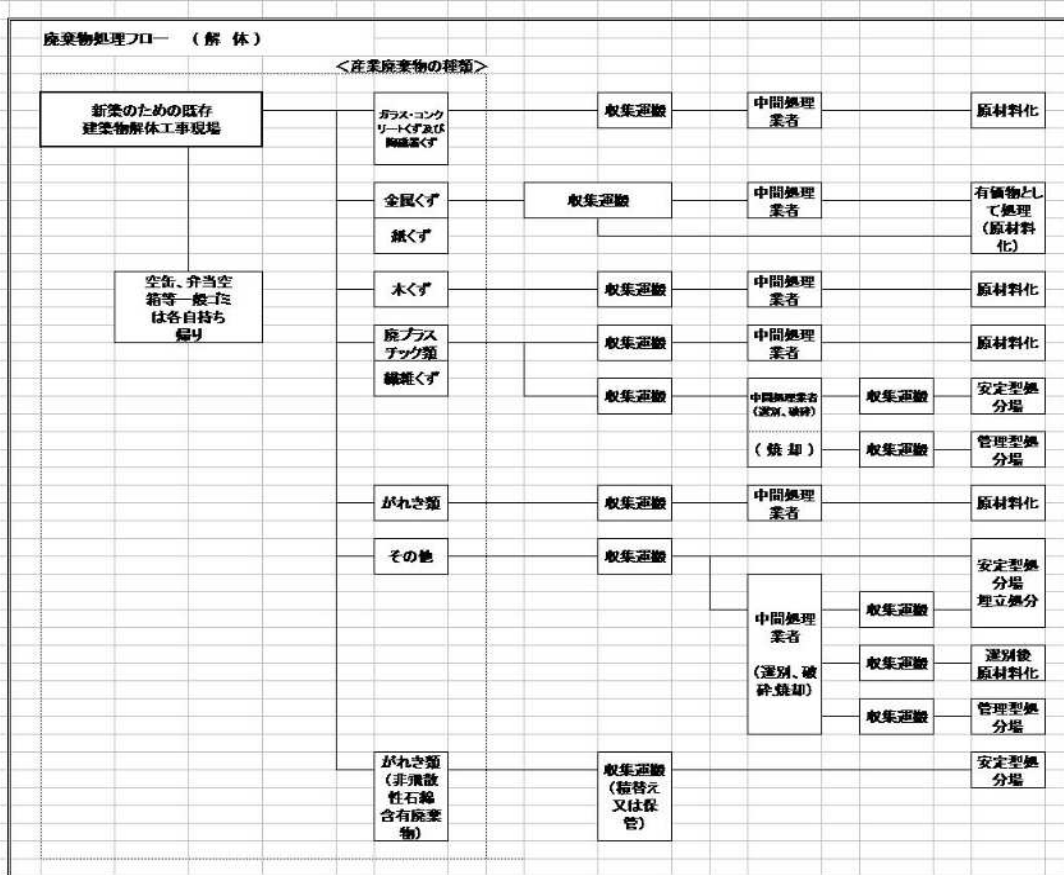 廃棄物処理フロー （解 体）
＜産業廃棄物の種類＞
新築のための既存
建築物解体工事現場
ガラス・コンク
リートくず及び
陶磁器くず
収集運搬
中間処理
業者
原材料化
金属くず
紙くず
収集運搬
中間処理
業者
有価物とし
て処理
（原材料
化）
空缶、弁当空
箱等一般ゴミ
は各自持ち
帰り
木くず
収集運搬
中間処理
業者
原材料化
廃プラス
チック類
繊維くず
収集運搬
中間処理
業者
原材料化
収集運搬
中間処理業者
（選別、破砕）
収集運搬
安定型処
分場
（焼却）
収集運搬
管理型処
分場
がれき類
収集運搬
中間処理
業者
原材料化
その他
収集運搬
安定型処
分場
埋立処分
中間処理
業者
（選別、破
砕、焼却）
収集運搬
収集運搬
選別後
原材料化
収集運搬
管理型処
分場
がれき類
（非飛散
性石綿
含有廃棄
物）
収集運搬
（積替え
又は保
管）
安定型処
分場